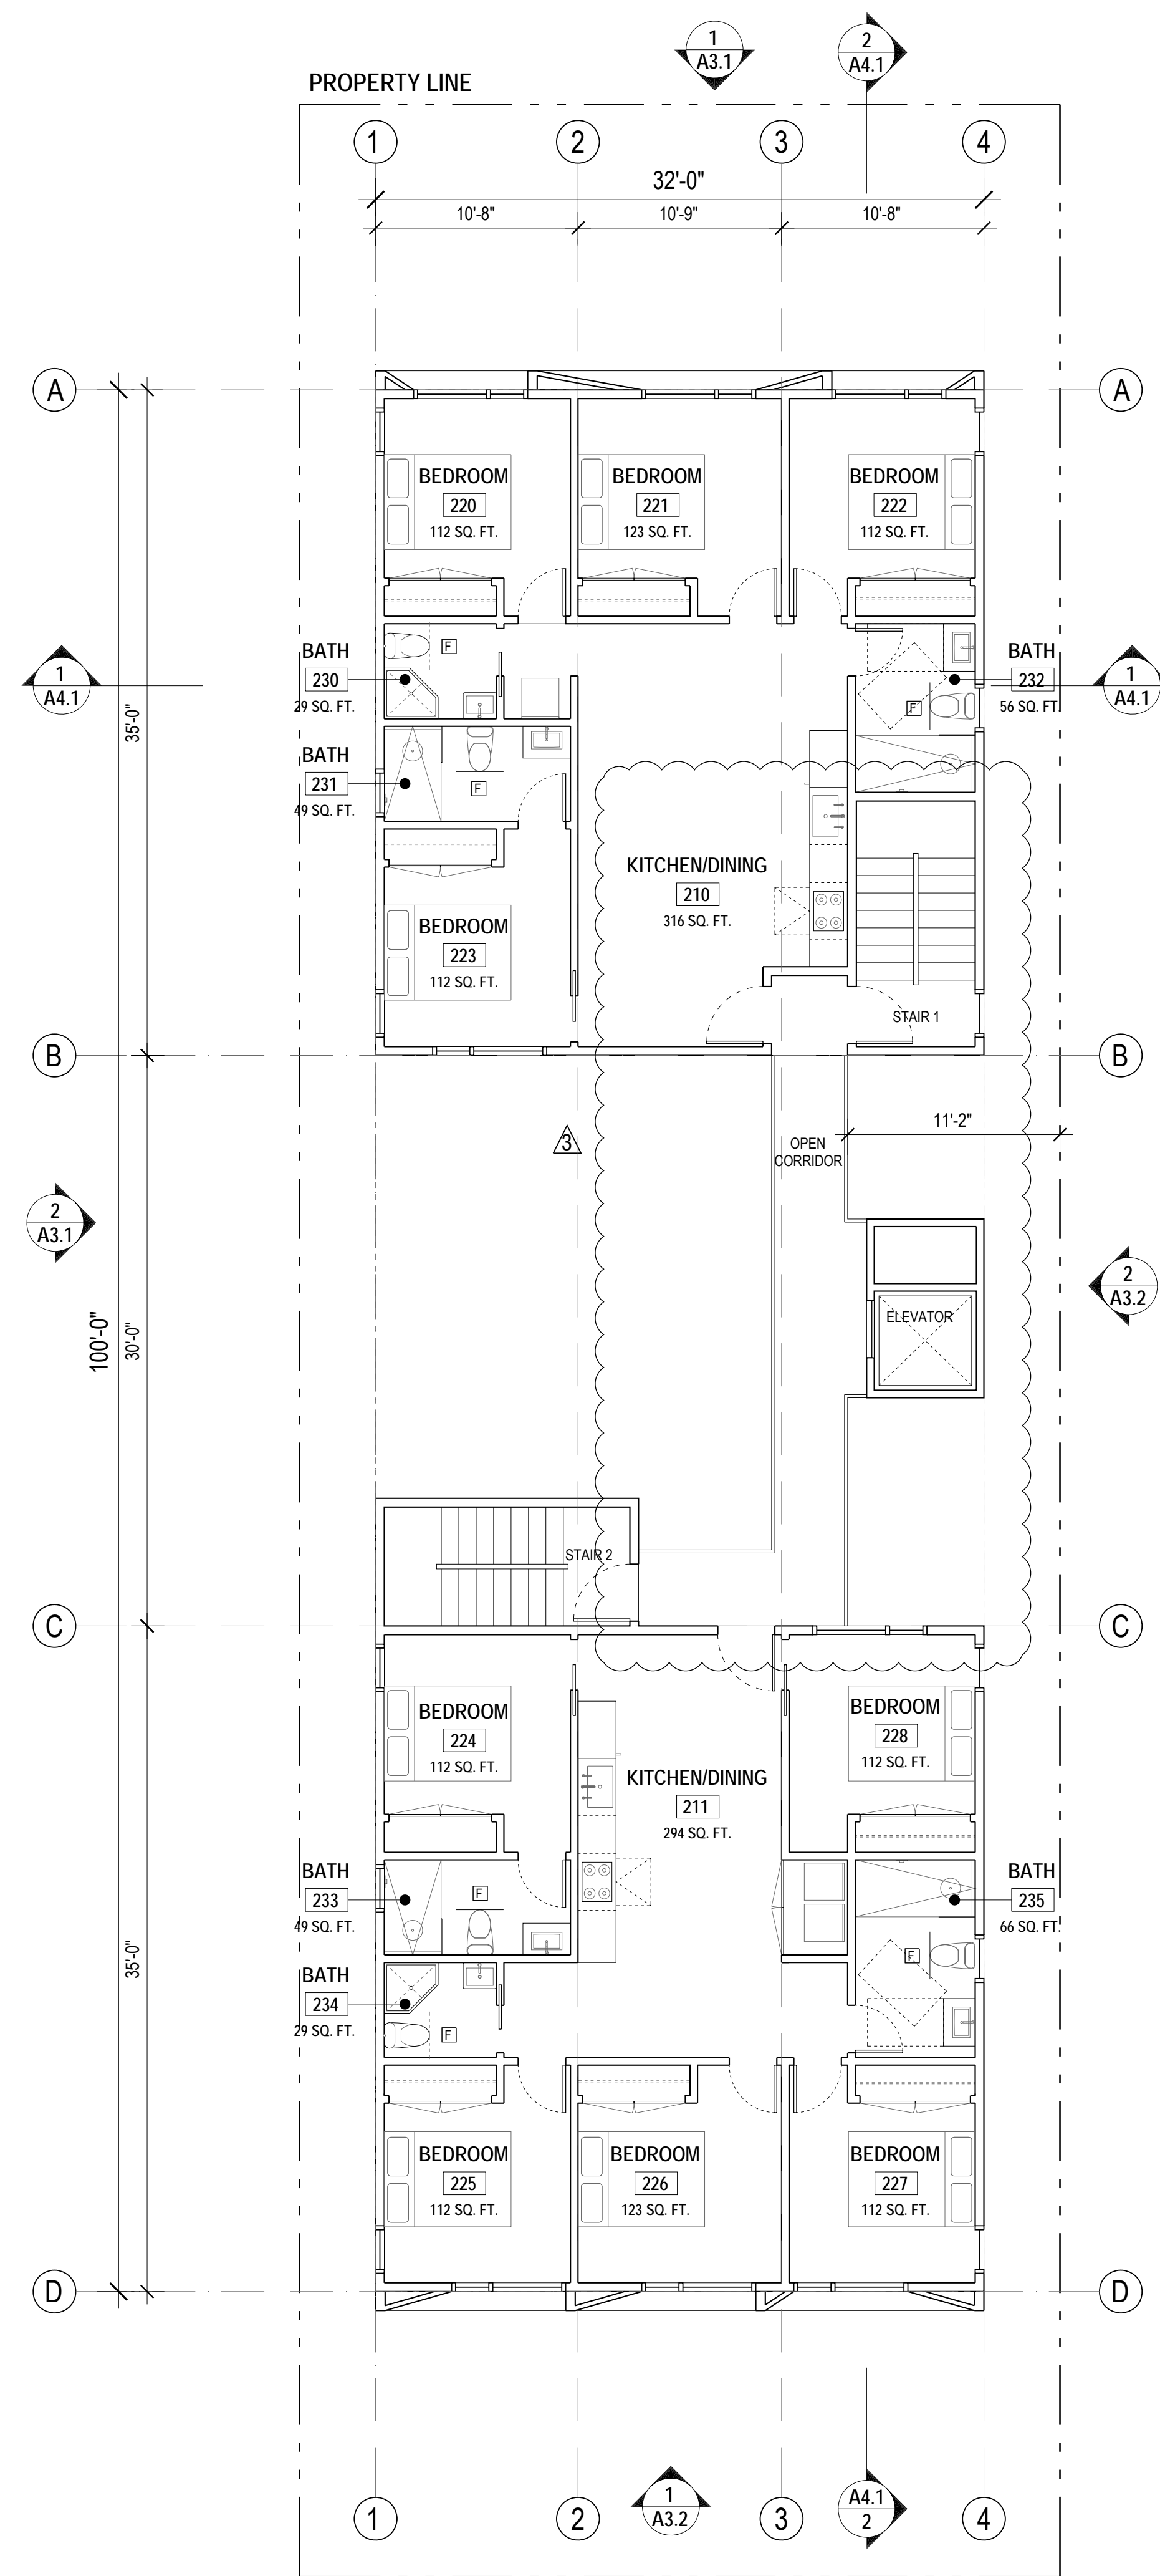 1
A3.1
2
A4.1
PROPERTY LINE
1
2
3
4
32'-0"
10'-8"
10'-9"
10'-8"
A
A
BEDROOM
220
112 SQ. FT.
BEDROOM
221
123 SQ. FT.
BEDROOM
222
112 SQ. FT.
BATH
230
29 SQ. FT.
F
BATH
232
56 SQ. FT.
F
1
A4.1
1
A4.1
35'-0"
BATH
231
49 SQ. FT.
F
KITCHEN/DINING
210
316 SQ. FT.
BEDROOM
223
112 SQ. FT.
STAIR 1
B
B
11'-2"
3
OPEN
CORRIDOR
2
A3.1
2
A3.2
ELEVATOR
100'-0"
30'-0"
STAIR 2
C
C
BEDROOM
224
112 SQ. FT.
BEDROOM
228
112 SQ. FT.
KITCHEN/DINING
211
294 SQ. FT.
BATH
233
49 SQ. FT.
F
BATH
235
66 SQ. FT.
F
35'-0"
BATH
234
29 SQ. FT.
F
BEDROOM
225
112 SQ. FT.
BEDROOM
226
123 SQ. FT.
BEDROOM
227
112 SQ. FT.
D
D
1
A3.2
A4.1
2
1
2
3
4